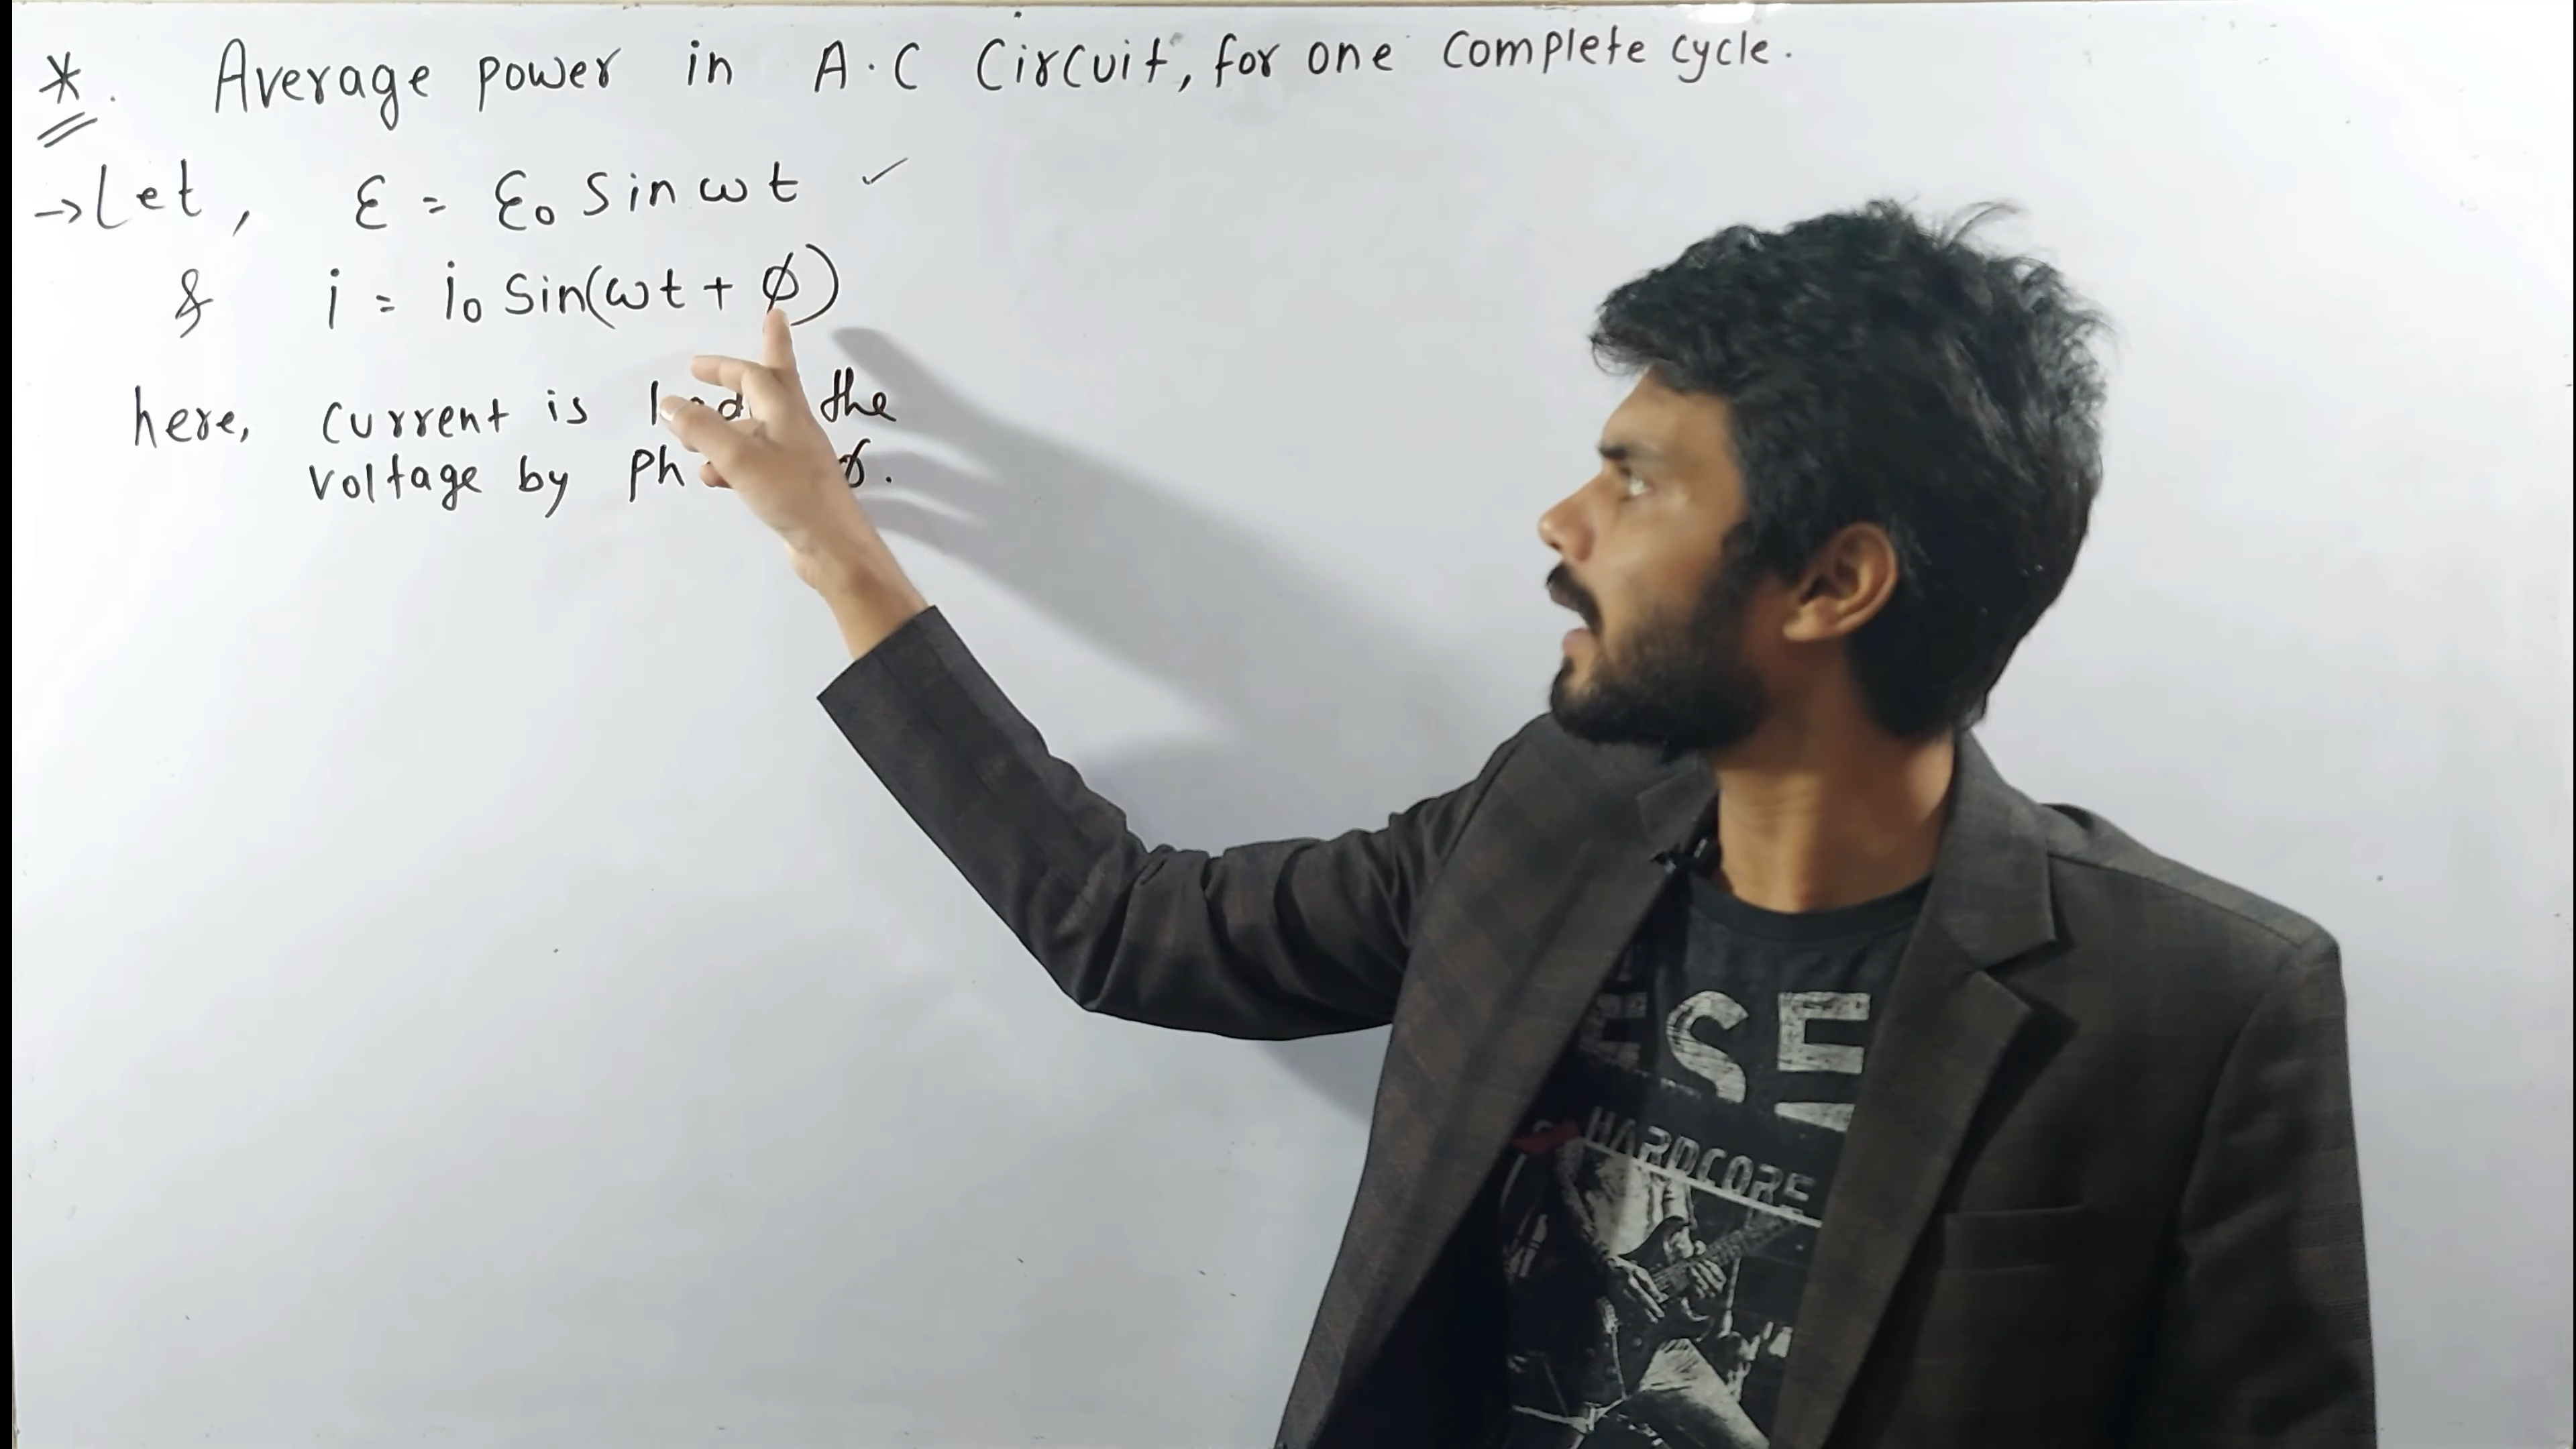 * . Average power in A.C Circuit, for one complete cycle.
→ Let, ε = ε₀ sin ωt ✓
& i = i₀ sin(ωt + ϕ)
here, current is the
voltage by ϕ.
ESE
HARDCORE